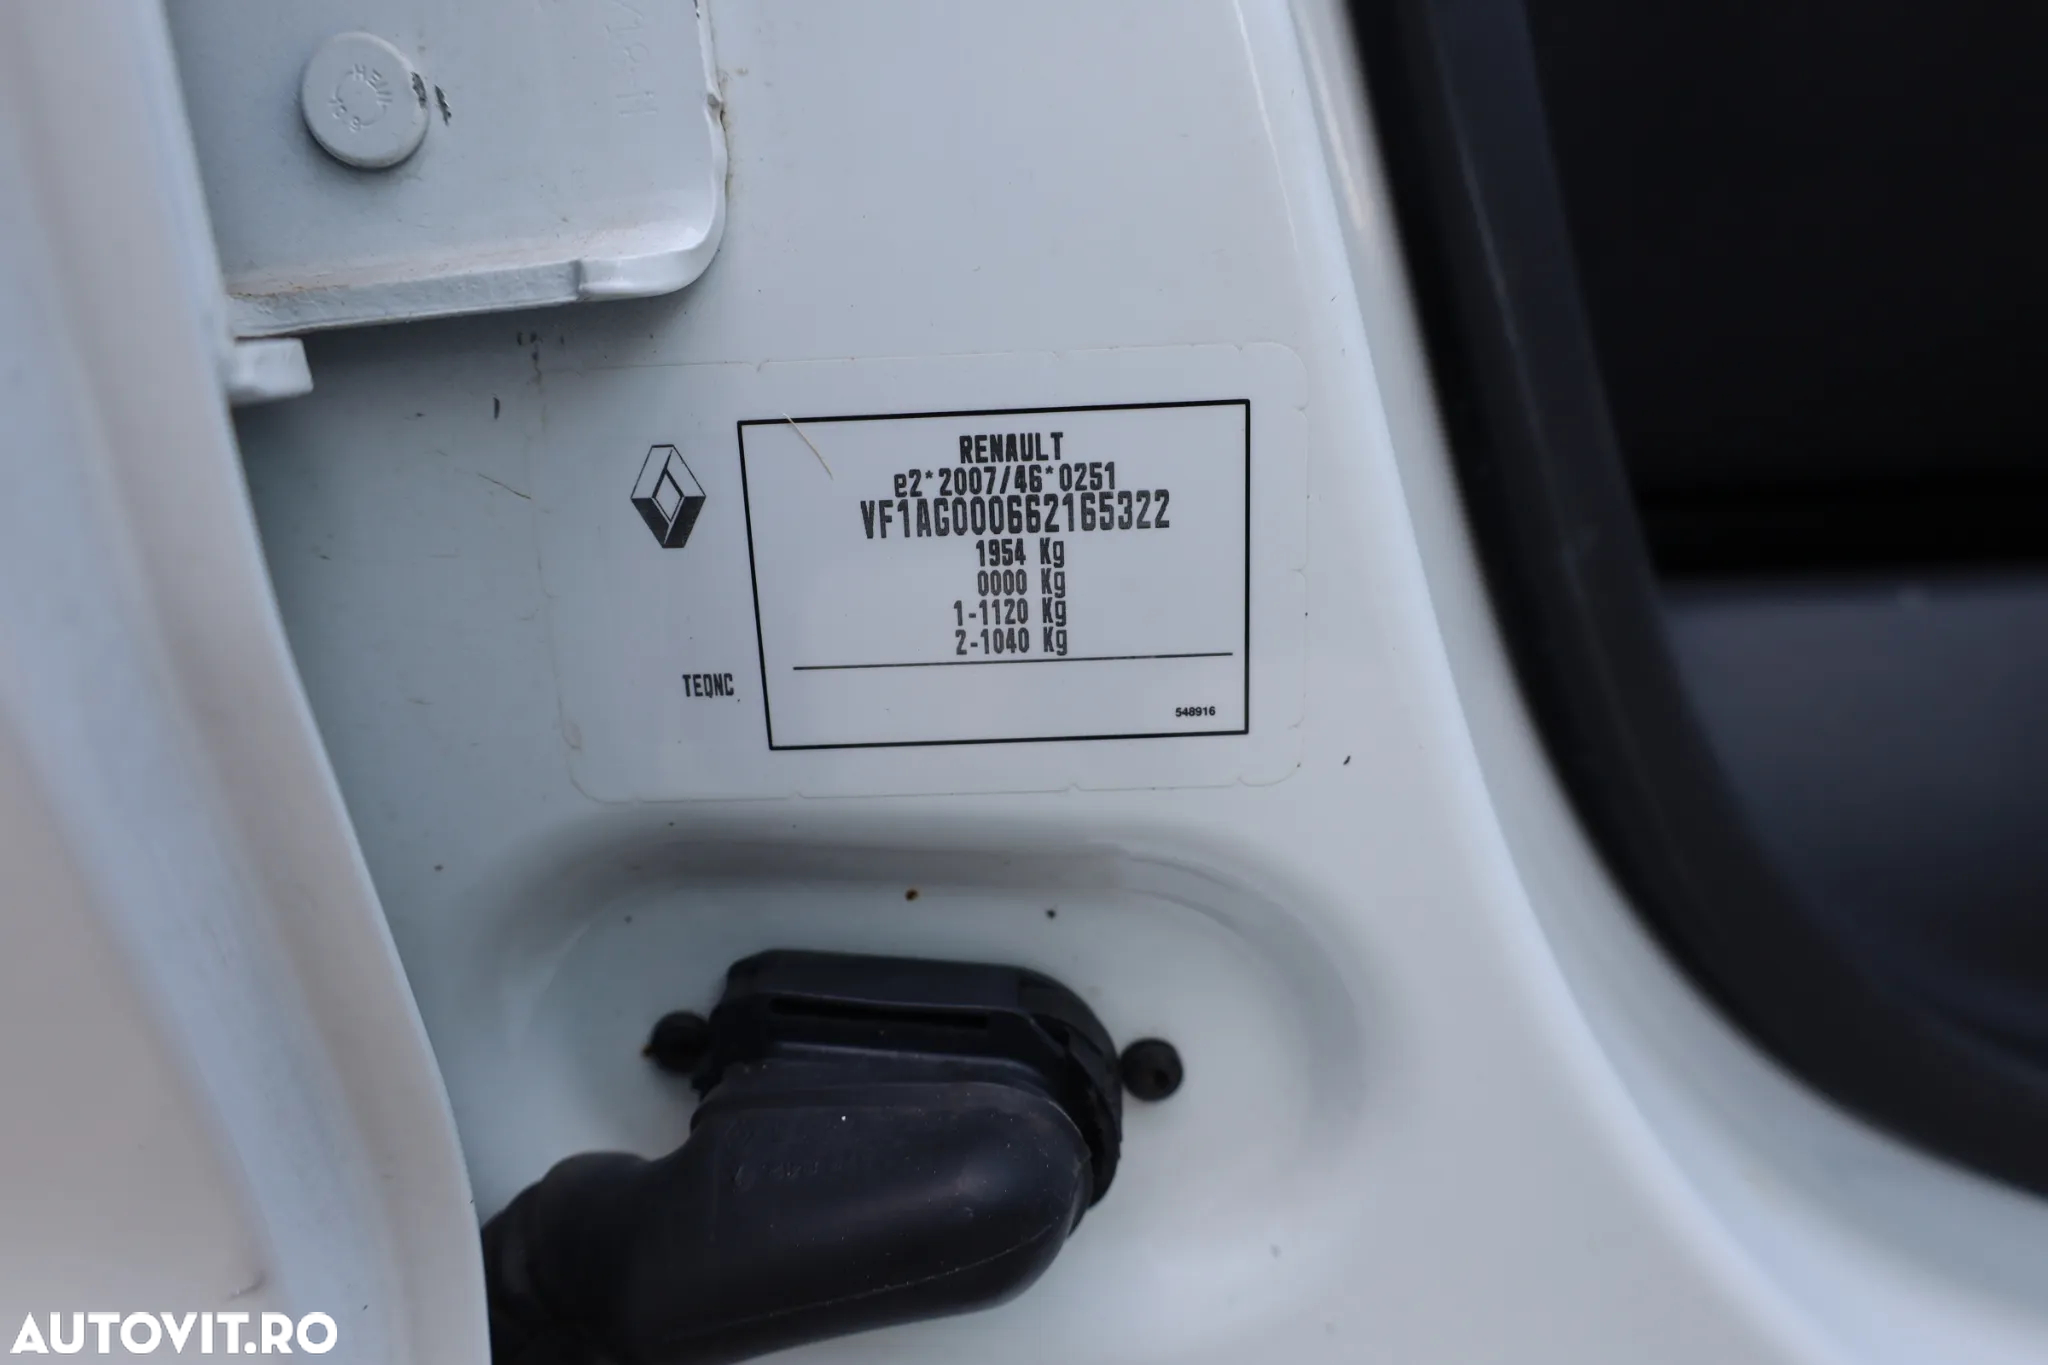 RENAULT
e2*2007/46*0251
VF1AG000662165322
1954 Kg
0000 Kg
1-1120 Kg
2-1040 Kg
TEQNC
548916
AUTOVIT.RO